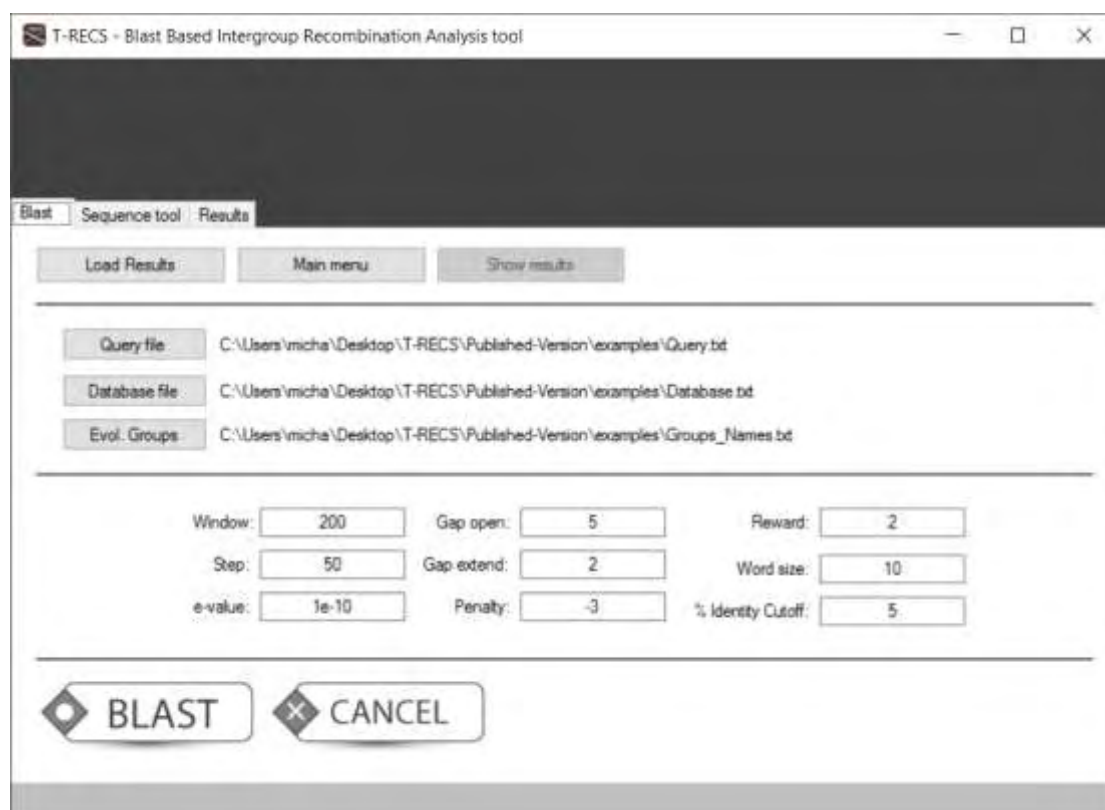 T-RECS - Blast Based Intergroup Recombination Analysis tool
Blast Sequence tool Results
Load Results Main menu Show results
Query file C:\Users\micha\Desktop\T-RECS\Published-Version\examples\Query.txt
Database file C:\Users\micha\Desktop\T-RECS\Published-Version\examples\Database.txt
Evol. Groups C:\Users\micha\Desktop\T-RECS\Published-Version\examples\Groups_Names.txt
Window: 200 Gap open: 5 Reward: 2
Step: 50 Gap extend: 2 Word size: 10
e-value: 1e-10 Penalty: -3 % Identity Cutoff: 5
BLAST CANCEL